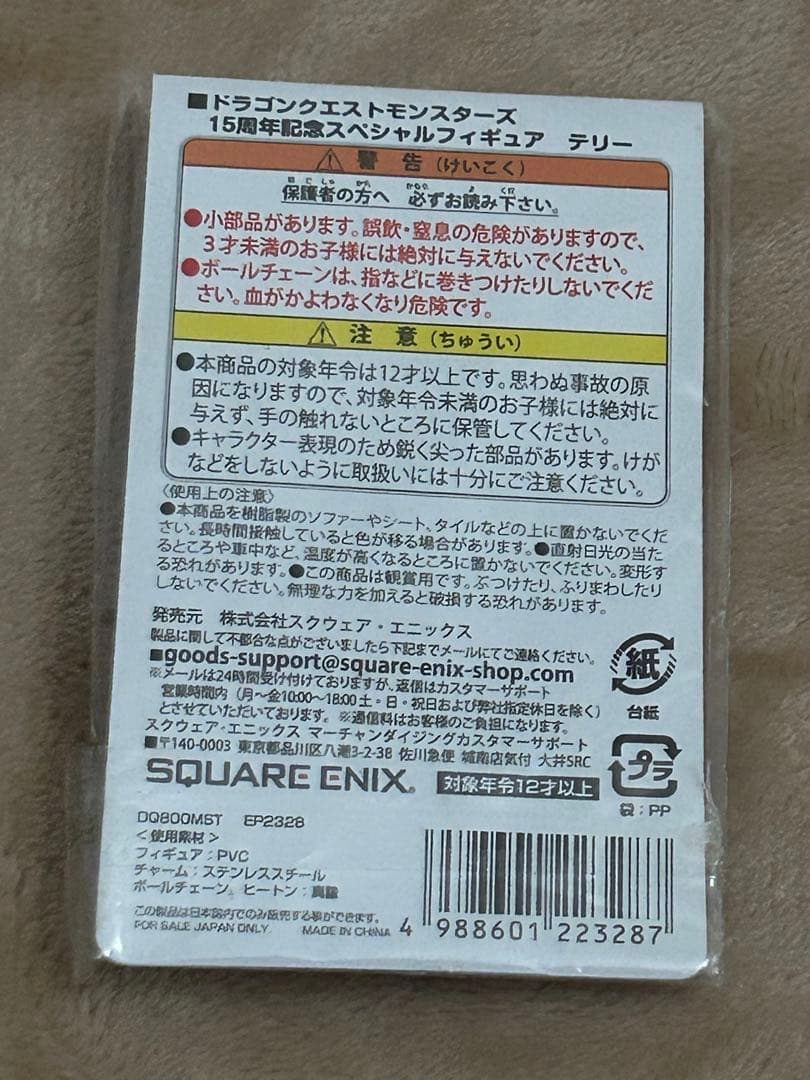 ■ドラゴンクエストモンスターズ
15周年記念スペシャルフィギュア テリー
⚠ 警 告 (けいこく)
保護者の方へ 必ずお読み下さい。
●小部品があります。誤飲・窒息の危険がありますので、
3才未満のお子様には絶対に与えないでください。
●ボールチェーンは、指などに巻きつけたりしないでくだ
さい。血がかよわなくなり危険です。
⚠ 注 意 (ちゅうい)
●本商品の対象年令は12才以上です。思わぬ事故の原
因になりますので、対象年令未満のお子様には絶対に
与えず、手の触れないところに保管してください。
●キャラクター表現のため鋭く尖った部品があります。けが
などをしないように取扱いには十分にご注意ください。
〈使用上の注意〉
●本商品を樹脂製のソファーやシート、タイルなどの上に置かないでくだ
さい。長時間接触していると色が移る場合があります。●直射日光の当た
るところや車中など、温度が高くなるところに置かないでください。変形す
る恐れがあります。●この商品は観賞用です。ぶつけたり、ふりまわしたり
しないでください。無理な力を加えると破損する恐れがあります。
発売元 株式会社スクウェア・エニックス
製品に関して不都合な点がございましたら下記までメールにてご連絡ください。
■goods-support@square-enix-shop.com
※メールは24時間受け付けておりますが、返信はカスタマーサポート
営業時間内（月～金10:00～18:00 土・日・祝日および弊社指定休日を除く）
とさせていただいております。 ※通信料はお客様のご負担になります。
スクウェア・エニックス マーチャンダイジングカスタマーサポート
■〒140-0003 東京都品川区八潮3-2-38 佐川急便 城南店気付 大井SRC
紙
台紙
プラ
袋：PP
SQUARE ENIX®
対象年令12才以上
DQ800MST EP2328
＜使用素材＞
フィギュア：PVC
チャーム：ステンレススチール
ボールチェーン、ヒートン：真鍮
この製品は日本国内でのみ販売する事ができます。
FOR SALE JAPAN ONLY. MADE IN CHINA
4 988601 223287